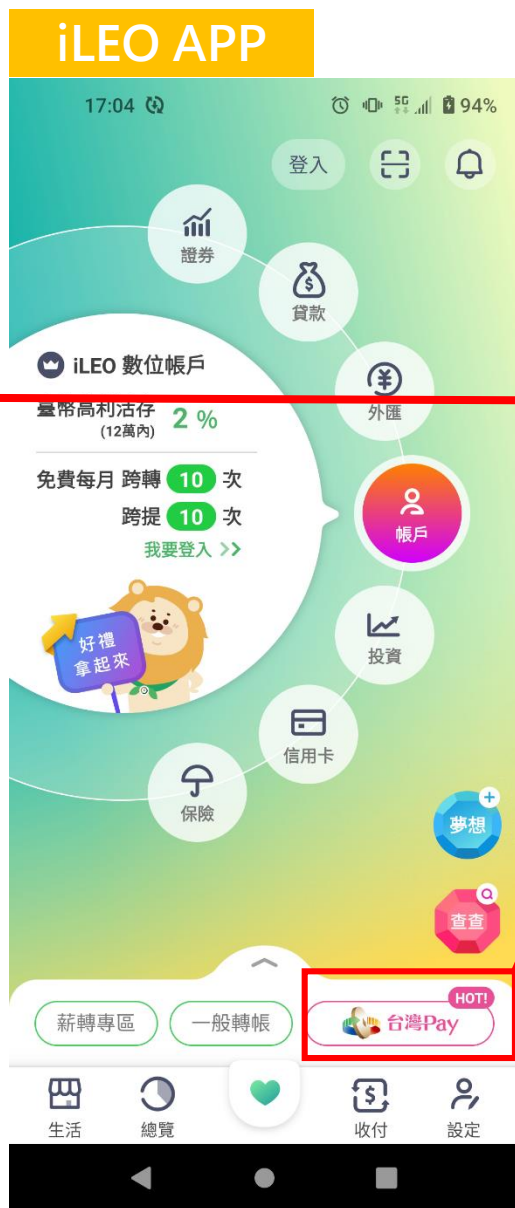 iLEO APP
17:04
5G
94%
登入
證券
貸款
iLEO 數位帳戶
外匯
臺幣高利活存 2 %
(12萬內)
免費每月 跨轉 10 次
跨提 10 次
帳戶
我要登入 >>
好禮
拿起來
投資
信用卡
保險
夢想
查查
HOT!
薪轉專區
一般轉帳
台灣Pay
生活
總覽
收付
設定